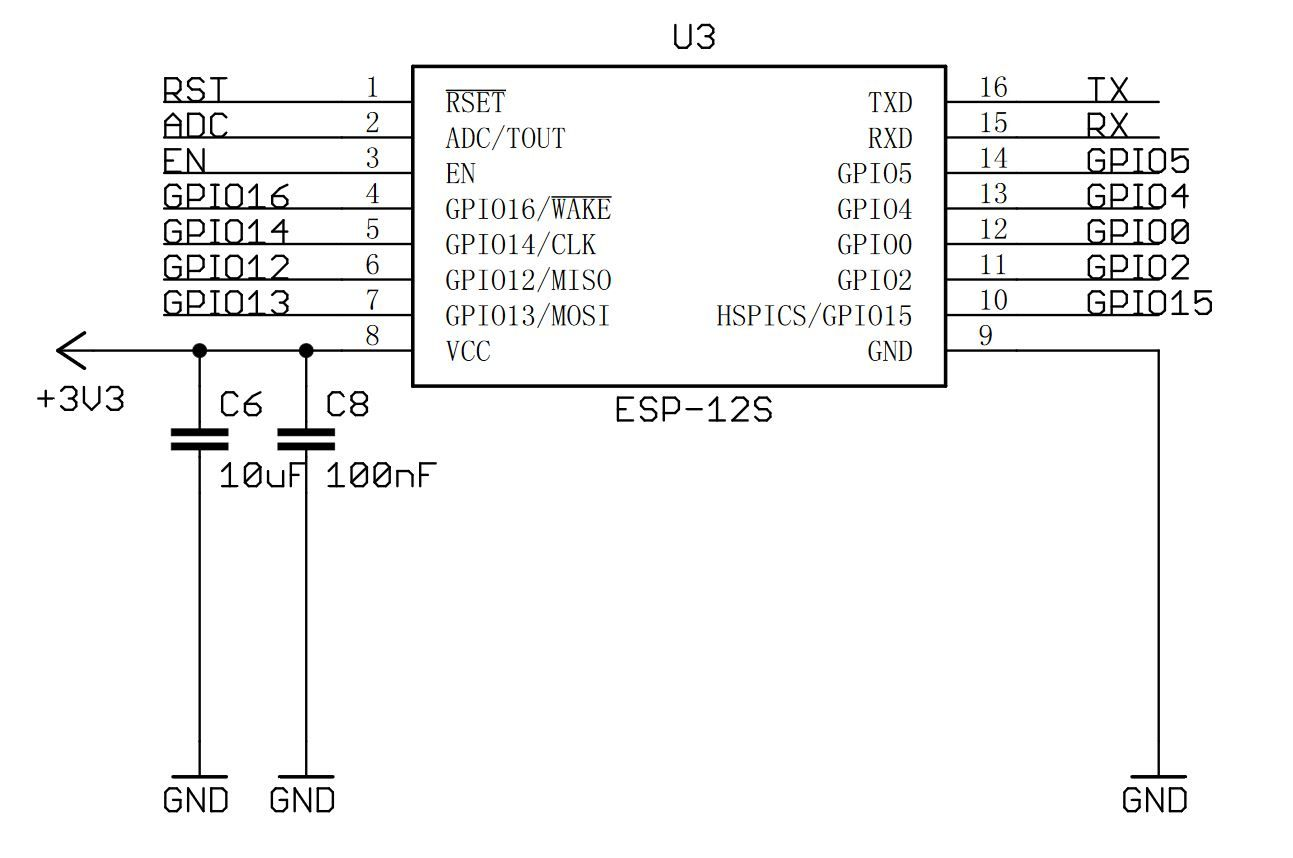 U3
RST 1 RSET TXD 16 TX
ADC 2 ADC/TOUT RXD 15 RX
EN 3 EN GPIO5 14 GPIO5
GPIO16 4 GPIO16/WAKE GPIO4 13 GPIO4
GPIO14 5 GPIO14/CLK GPIO0 12 GPIO0
GPIO12 6 GPIO12/MISO GPIO2 11 GPIO2
GPIO13 7 GPIO13/MOSI HSPICS/GPIO15 10 GPIO15
8 VCC GND 9
+3V3 C6 C8 ESP-12S
10uF 100nF
GND GND GND